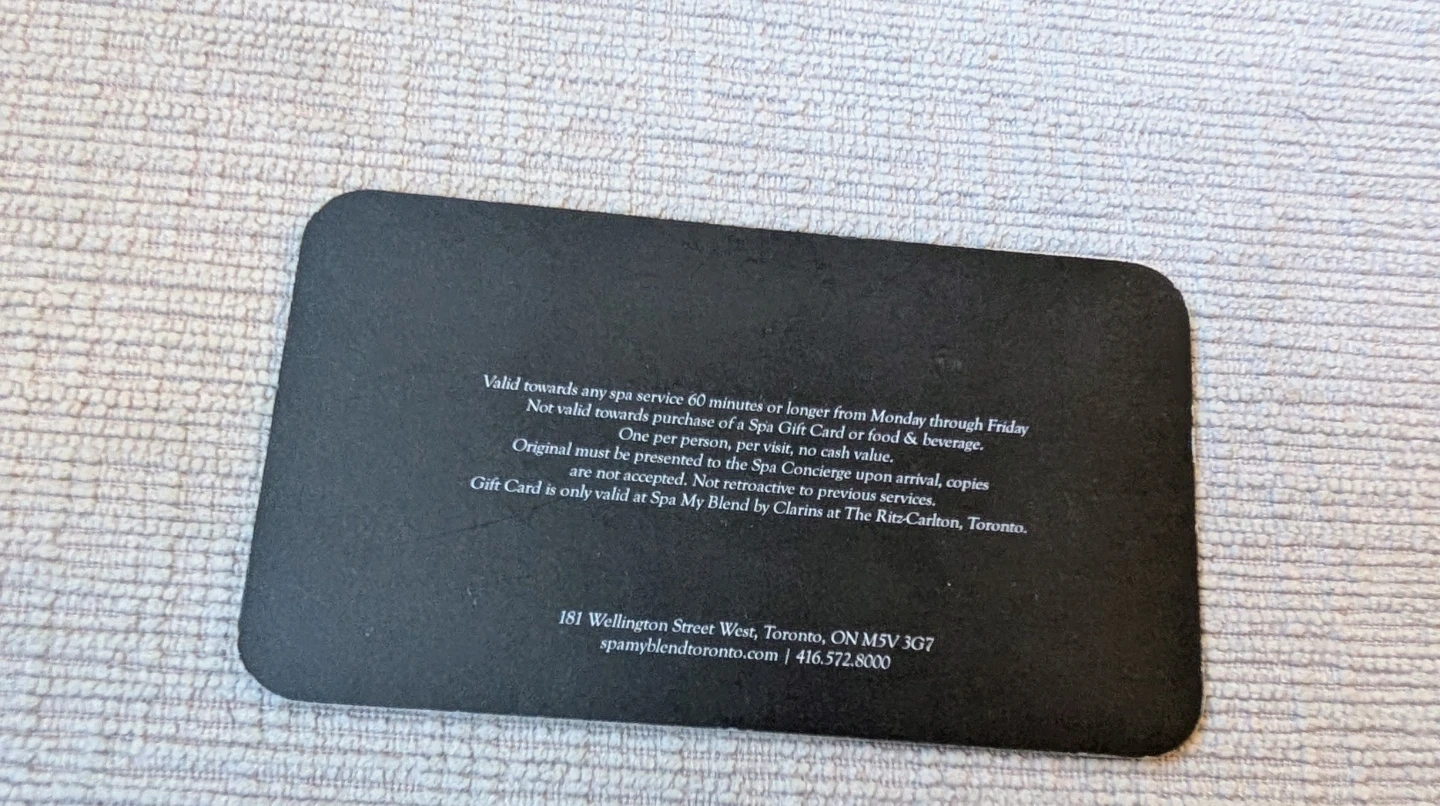 Valid towards any spa service 60 minutes or longer from Monday through Friday
Not valid towards purchase of a Spa Gift Card or food & beverage.
One per person, per visit, no cash value.
Original must be presented to the Spa Concierge upon arrival, copies
are not accepted. Not retroactive to previous services.
Gift Card is only valid at Spa My Blend by Clarins at The Ritz-Carlton, Toronto.
181 Wellington Street West, Toronto, ON M5V 3G7
spamyblendtoronto.com | 416.572.8000